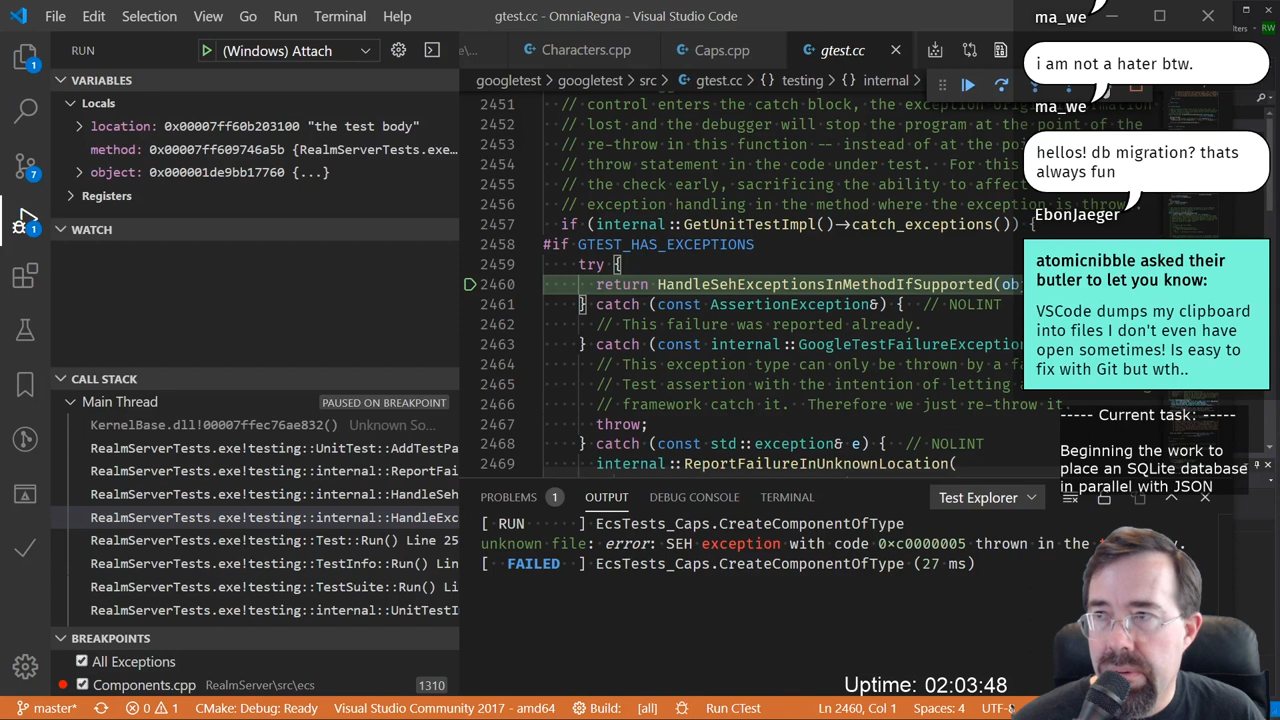 File Edit Selection View Go Run Terminal Help
gtest.cc - OmniaRegna - Visual Studio Code
RUN
(Windows) Attach
VARIABLES
Locals
location: 0x00007ff60b203100 "the test body"
method: 0x00007ff609746a5b {RealmServerTests.exe…
object: 0x000001de9bb17760 {...}
Registers
WATCH
CALL STACK
Main Thread PAUSED ON BREAKPOINT
KernelBase.dll!00007ffec76ae832() Unknown So…
RealmServerTests.exe!testing::UnitTest::AddTestPa
RealmServerTests.exe!testing::internal::ReportFai
RealmServerTests.exe!testing::internal::HandleSeh
RealmServerTests.exe!testing::internal::HandleExc
RealmServerTests.exe!testing::Test::Run() Line 25
RealmServerTests.exe!testing::TestInfo::Run() Lin
RealmServerTests.exe!testing::TestSuite::Run() Li
RealmServerTests.exe!testing::internal::UnitTestI
BREAKPOINTS
All Exceptions
Components.cpp RealmServer\src\ecs 1310
1
7
1
Characters.cpp Caps.cpp gtest.cc
googletest > googletest > src > gtest.cc > {} testing > {} internal >
2451 // control enters the catch block, the exception origin information
2452 // lost and the debugger will stop the program at the point of the
2453 // re-throw in this function -- instead of at the poi
2454 // throw statement in the code under test. For this
2455 // the check early, sacrificing the ability to affect
2456 // exception handling in the method where the exception is throw
2457 if (internal::GetUnitTestImpl()->catch_exceptions()) {
2458 #if GTEST_HAS_EXCEPTIONS
2459 try {
2460 return HandleSehExceptionsInMethodIfSupported(ob
2461 } catch (const AssertionException&) { // NOLINT
2462 // This failure was reported already.
2463 } catch (const internal::GoogleTestFailureException
2464 // This exception type can only be thrown by a fa
2465 // Test assertion with the intention of letting a
2466 // framework catch it. Therefore we just re-throw it.
2467 throw;
2468 } catch (const std::exception& e) { // NOLINT
2469 internal::ReportFailureInUnknownLocation(
PROBLEMS 1 OUTPUT DEBUG CONSOLE TERMINAL
Test Explorer
[ RUN ] EcsTests_Caps.CreateComponentOfType
unknown file: error: SEH exception with code 0xc0000005 thrown in the
[ FAILED ] EcsTests_Caps.CreateComponentOfType (27 ms)
ma_we
i am not a hater btw.
ma_we
hellos! db migration? thats
always fun
EbonJaeger
atomicnibble asked their
butler to let you know:
VSCode dumps my clipboard
into files I don't even have
open sometimes! Is easy to
fix with Git but wth..
----- Current task: -----
Beginning the work to
place an SQLite database
in parallel with JSON
RW
Uptime: 02:03:48
master* 0 1 CMake: Debug: Ready Visual Studio Community 2017 - amd64 Build: [all] Run CTest Ln 2460, Col 1 Spaces: 4 UTF-8